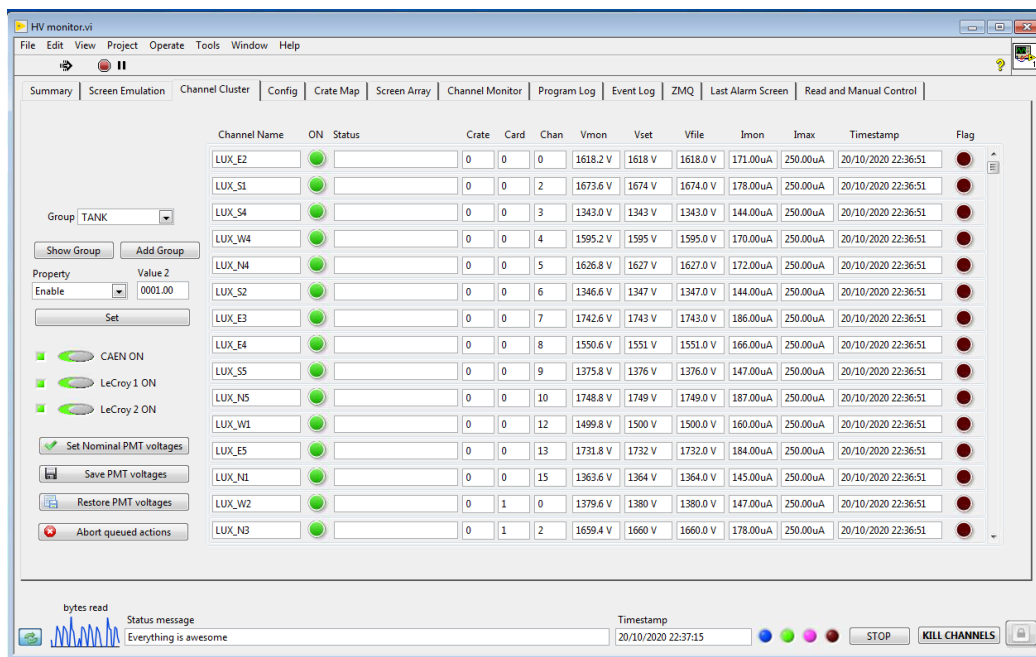 HV monitor.vi
File Edit View Project Operate Tools Window Help
Summary Screen Emulation Channel Cluster Config Crate Map Screen Array Channel Monitor Program Log Event Log ZMQ Last Alarm Screen Read and Manual Control
Channel Name ON Status Crate Card Chan Vmon Vset Vfile Imon Imax Timestamp Flag
LUX_E2 0 0 0 1618.2 V 1618 V 1618.0 V 171.00uA 250.00uA 20/10/2020 22:36:51
LUX_S1 0 0 2 1673.6 V 1674 V 1674.0 V 178.00uA 250.00uA 20/10/2020 22:36:51
Group TANK
LUX_S4 0 0 3 1343.0 V 1343 V 1343.0 V 144.00uA 250.00uA 20/10/2020 22:36:51
LUX_W4 0 0 4 1595.2 V 1595 V 1595.0 V 170.00uA 250.00uA 20/10/2020 22:36:51
Show Group Add Group
LUX_N4 0 0 5 1626.8 V 1627 V 1627.0 V 172.00uA 250.00uA 20/10/2020 22:36:51
Property Value 2
Enable 0001.00
LUX_S2 0 0 6 1346.6 V 1347 V 1347.0 V 144.00uA 250.00uA 20/10/2020 22:36:51
Set
LUX_E3 0 0 7 1742.6 V 1743 V 1743.0 V 186.00uA 250.00uA 20/10/2020 22:36:51
LUX_E4 0 0 8 1550.6 V 1551 V 1551.0 V 166.00uA 250.00uA 20/10/2020 22:36:51
CAEN ON
LUX_S5 0 0 9 1375.8 V 1376 V 1376.0 V 147.00uA 250.00uA 20/10/2020 22:36:51
LeCroy 1 ON
LUX_N5 0 0 10 1748.8 V 1749 V 1749.0 V 187.00uA 250.00uA 20/10/2020 22:36:51
LeCroy 2 ON
LUX_W1 0 0 12 1499.8 V 1500 V 1500.0 V 160.00uA 250.00uA 20/10/2020 22:36:51
Set Nominal PMT voltages
LUX_E5 0 0 13 1731.8 V 1732 V 1732.0 V 184.00uA 250.00uA 20/10/2020 22:36:51
Save PMT voltages
LUX_N1 0 0 15 1363.6 V 1364 V 1364.0 V 145.00uA 250.00uA 20/10/2020 22:36:51
Restore PMT voltages
LUX_W2 0 1 0 1379.6 V 1380 V 1380.0 V 147.00uA 250.00uA 20/10/2020 22:36:51
Abort queued actions
LUX_N3 0 1 2 1659.4 V 1660 V 1660.0 V 178.00uA 250.00uA 20/10/2020 22:36:51
bytes read
Status message Timestamp
Everything is awesome 20/10/2020 22:37:15 STOP KILL CHANNELS